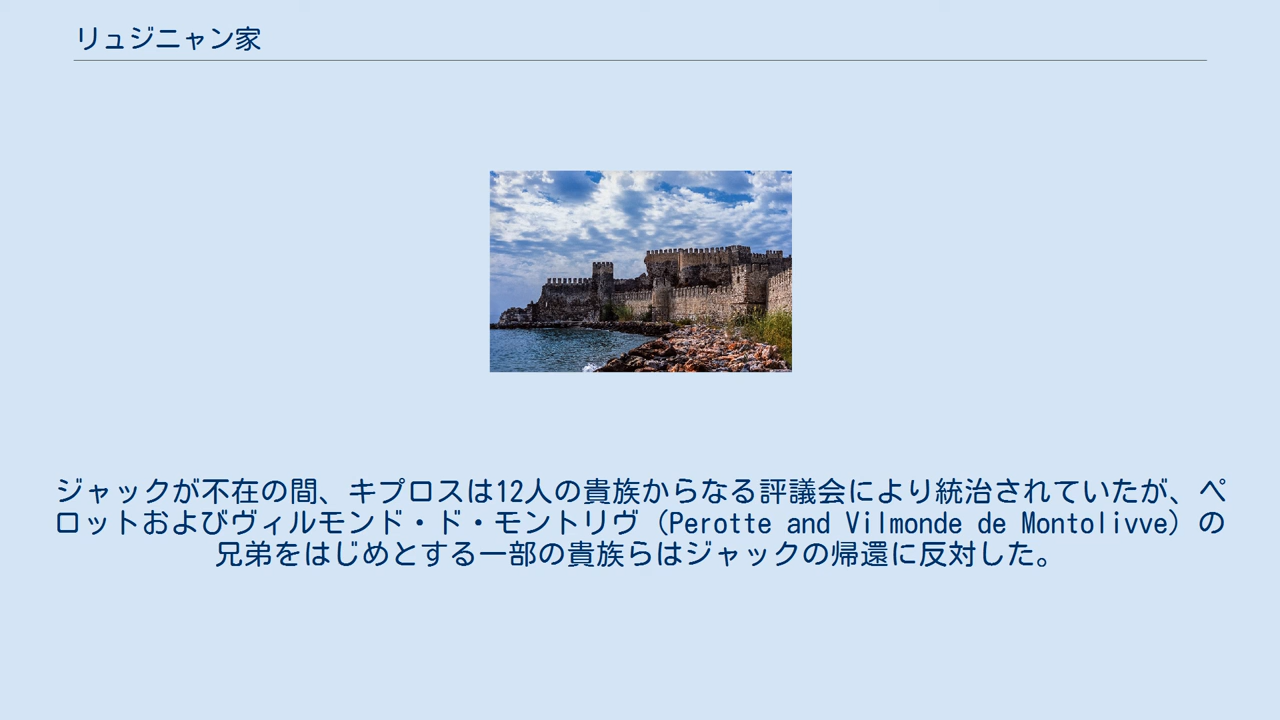 リュジニャン家
ジャックが不在の間、キプロスは12人の貴族からなる評議会により統治されていたが、ペ
ロットおよびヴィルモンド・ド・モントリヴ（Perotte and Vilmonde de Montolivve）の
兄弟をはじめとする一部の貴族らはジャックの帰還に反対した。